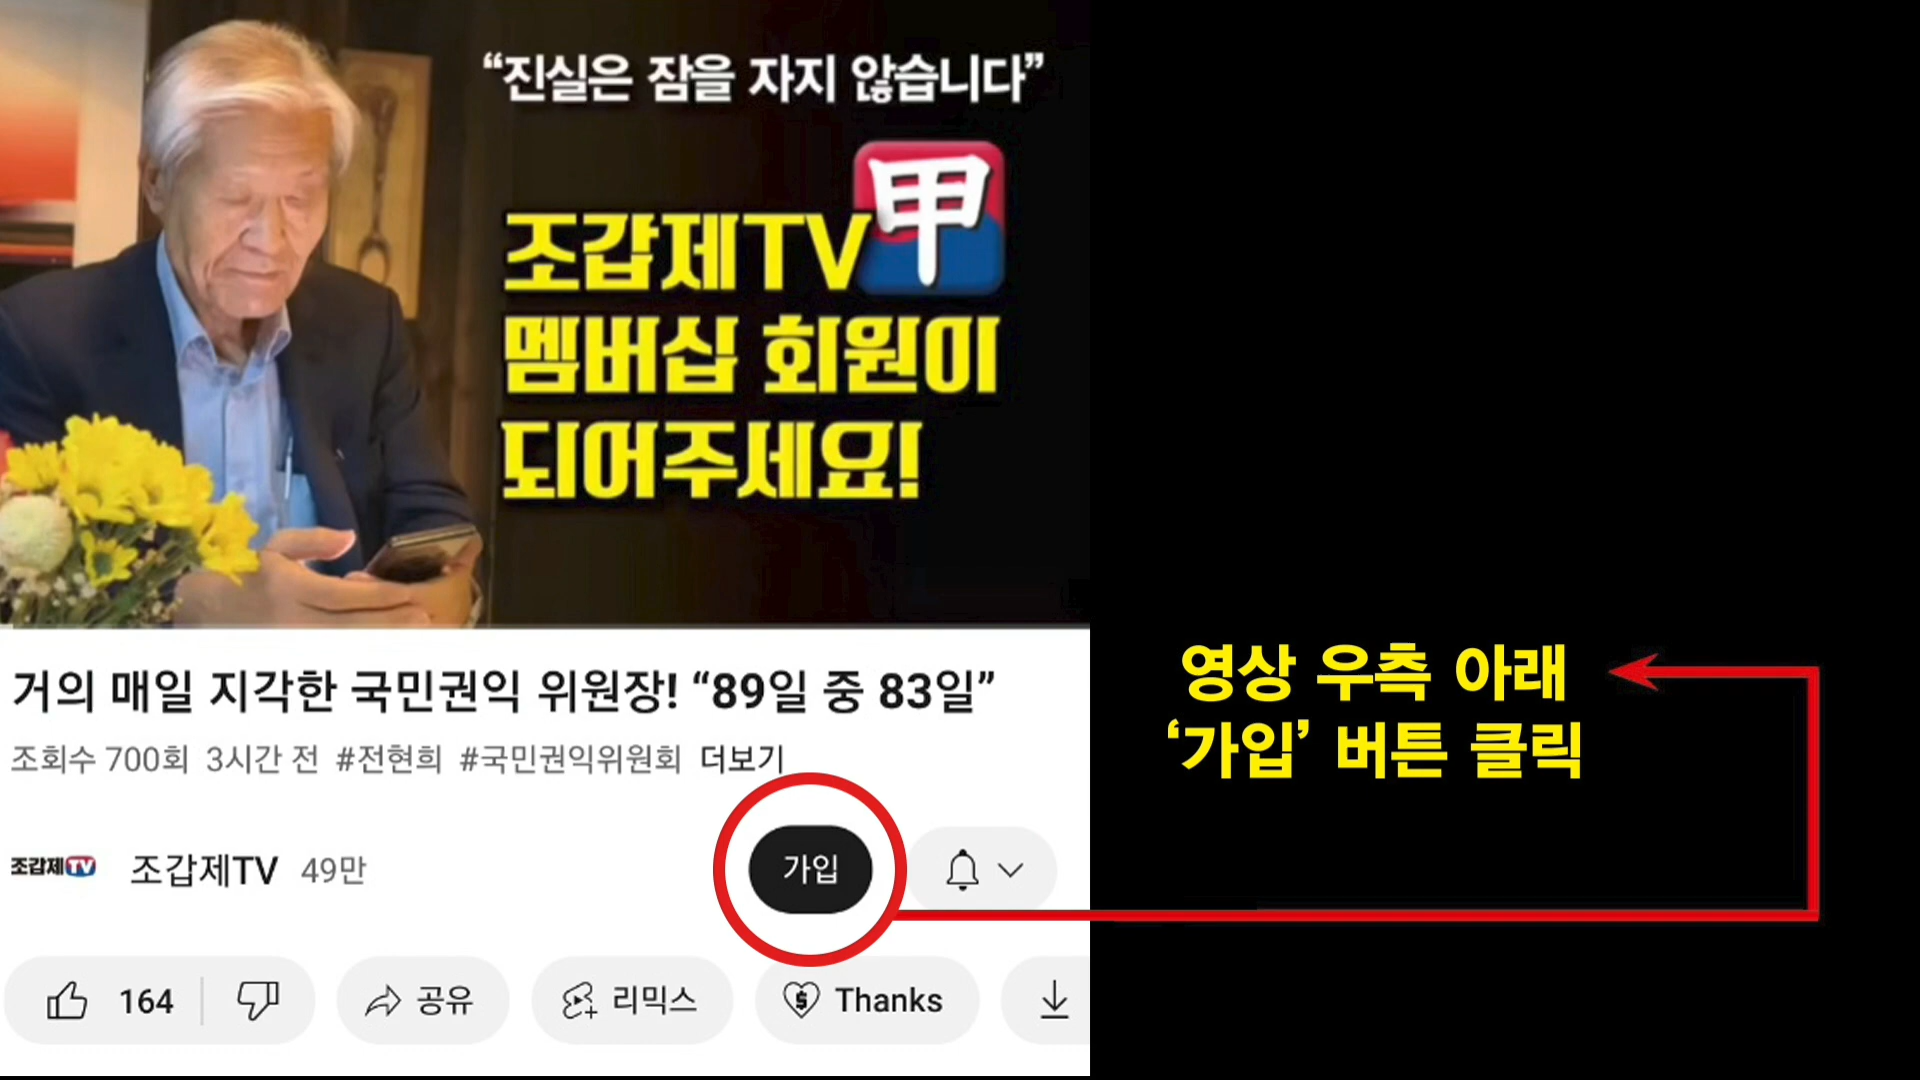 “진실은 잠을 자지 않습니다”
甲
조갑제TV
멤버십 회원이
되어주세요!
거의 매일 지각한 국민권익 위원장! “89일 중 83일”
조회수 700회 3시간 전 #전현희 #국민권익위원회 더보기
조갑제TV 조갑제TV 49만 가입
164 공유 리믹스 Thanks
영상 우측 아래
‘가입’ 버튼 클릭